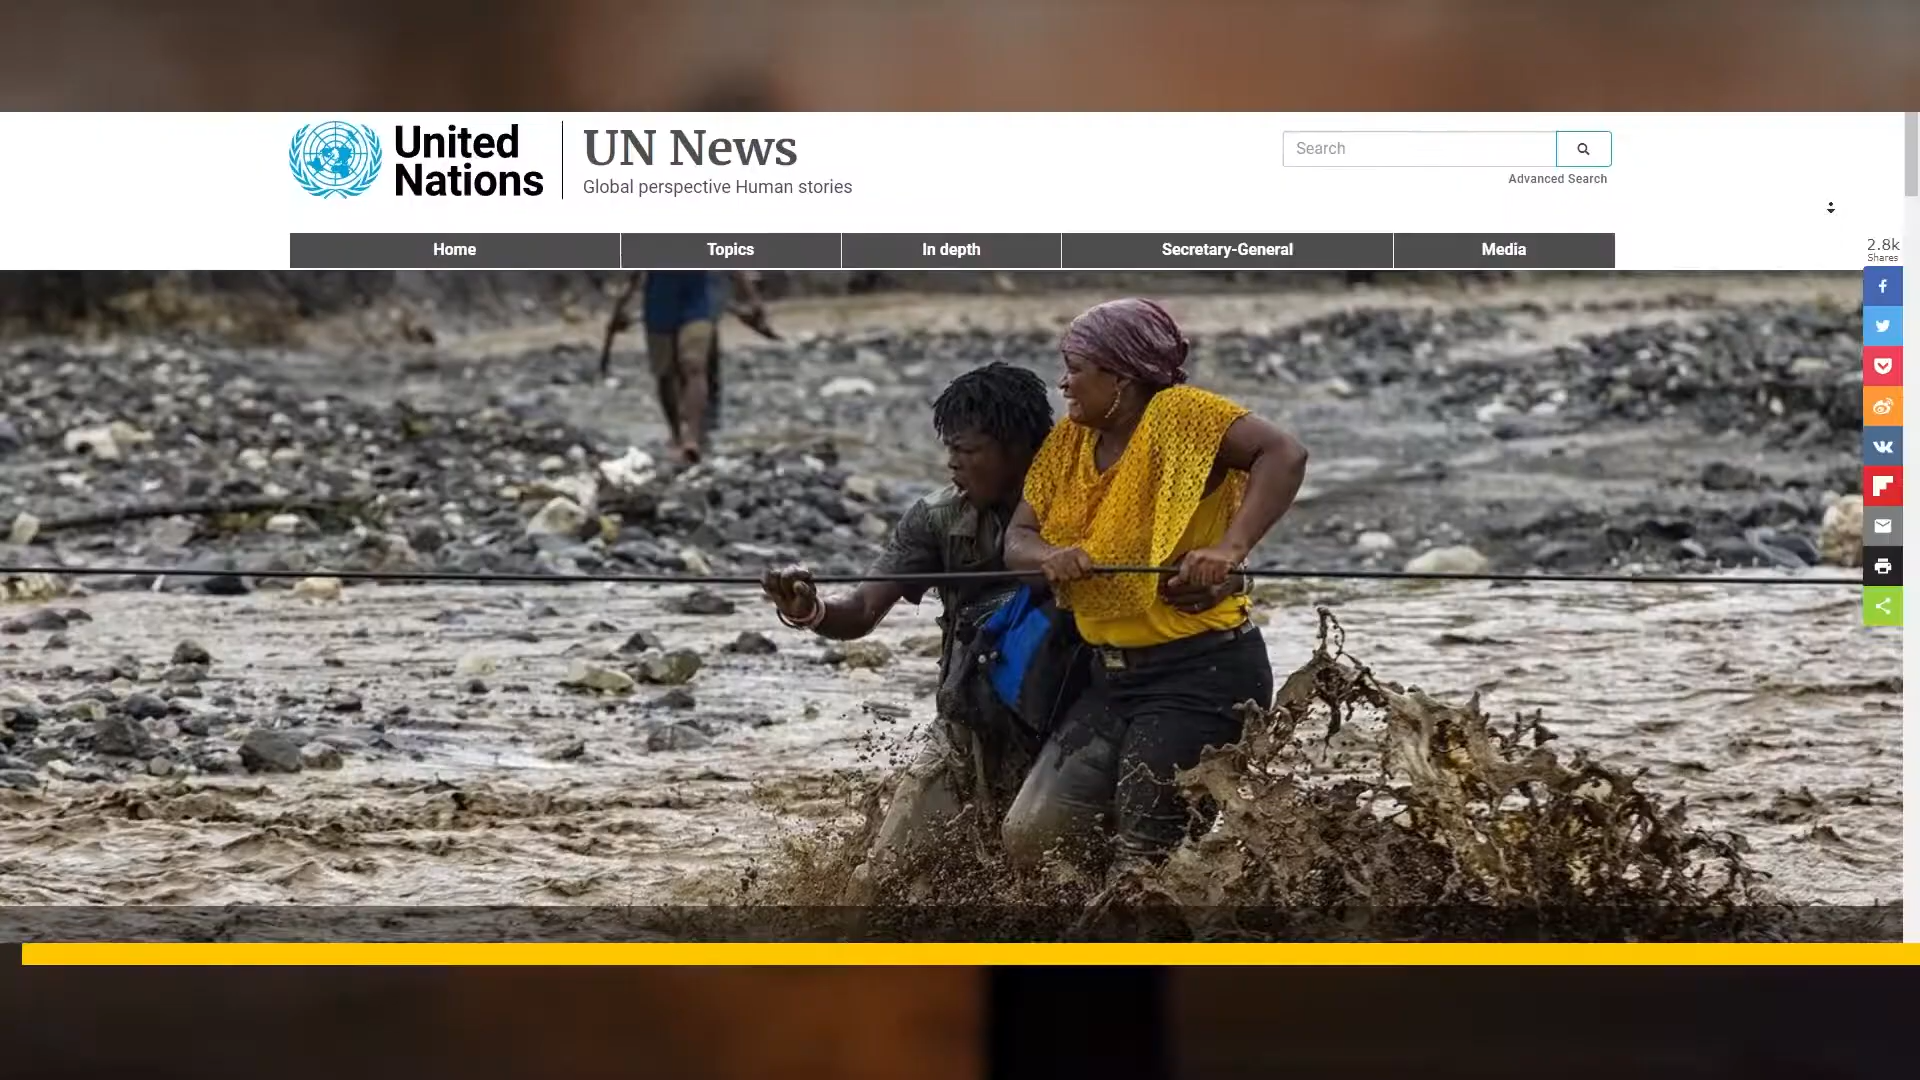 United
Nations
UN News
Global perspective Human stories
Search
Advanced Search
Home
Topics
In depth
Secretary-General
Media
2.8k
Shares